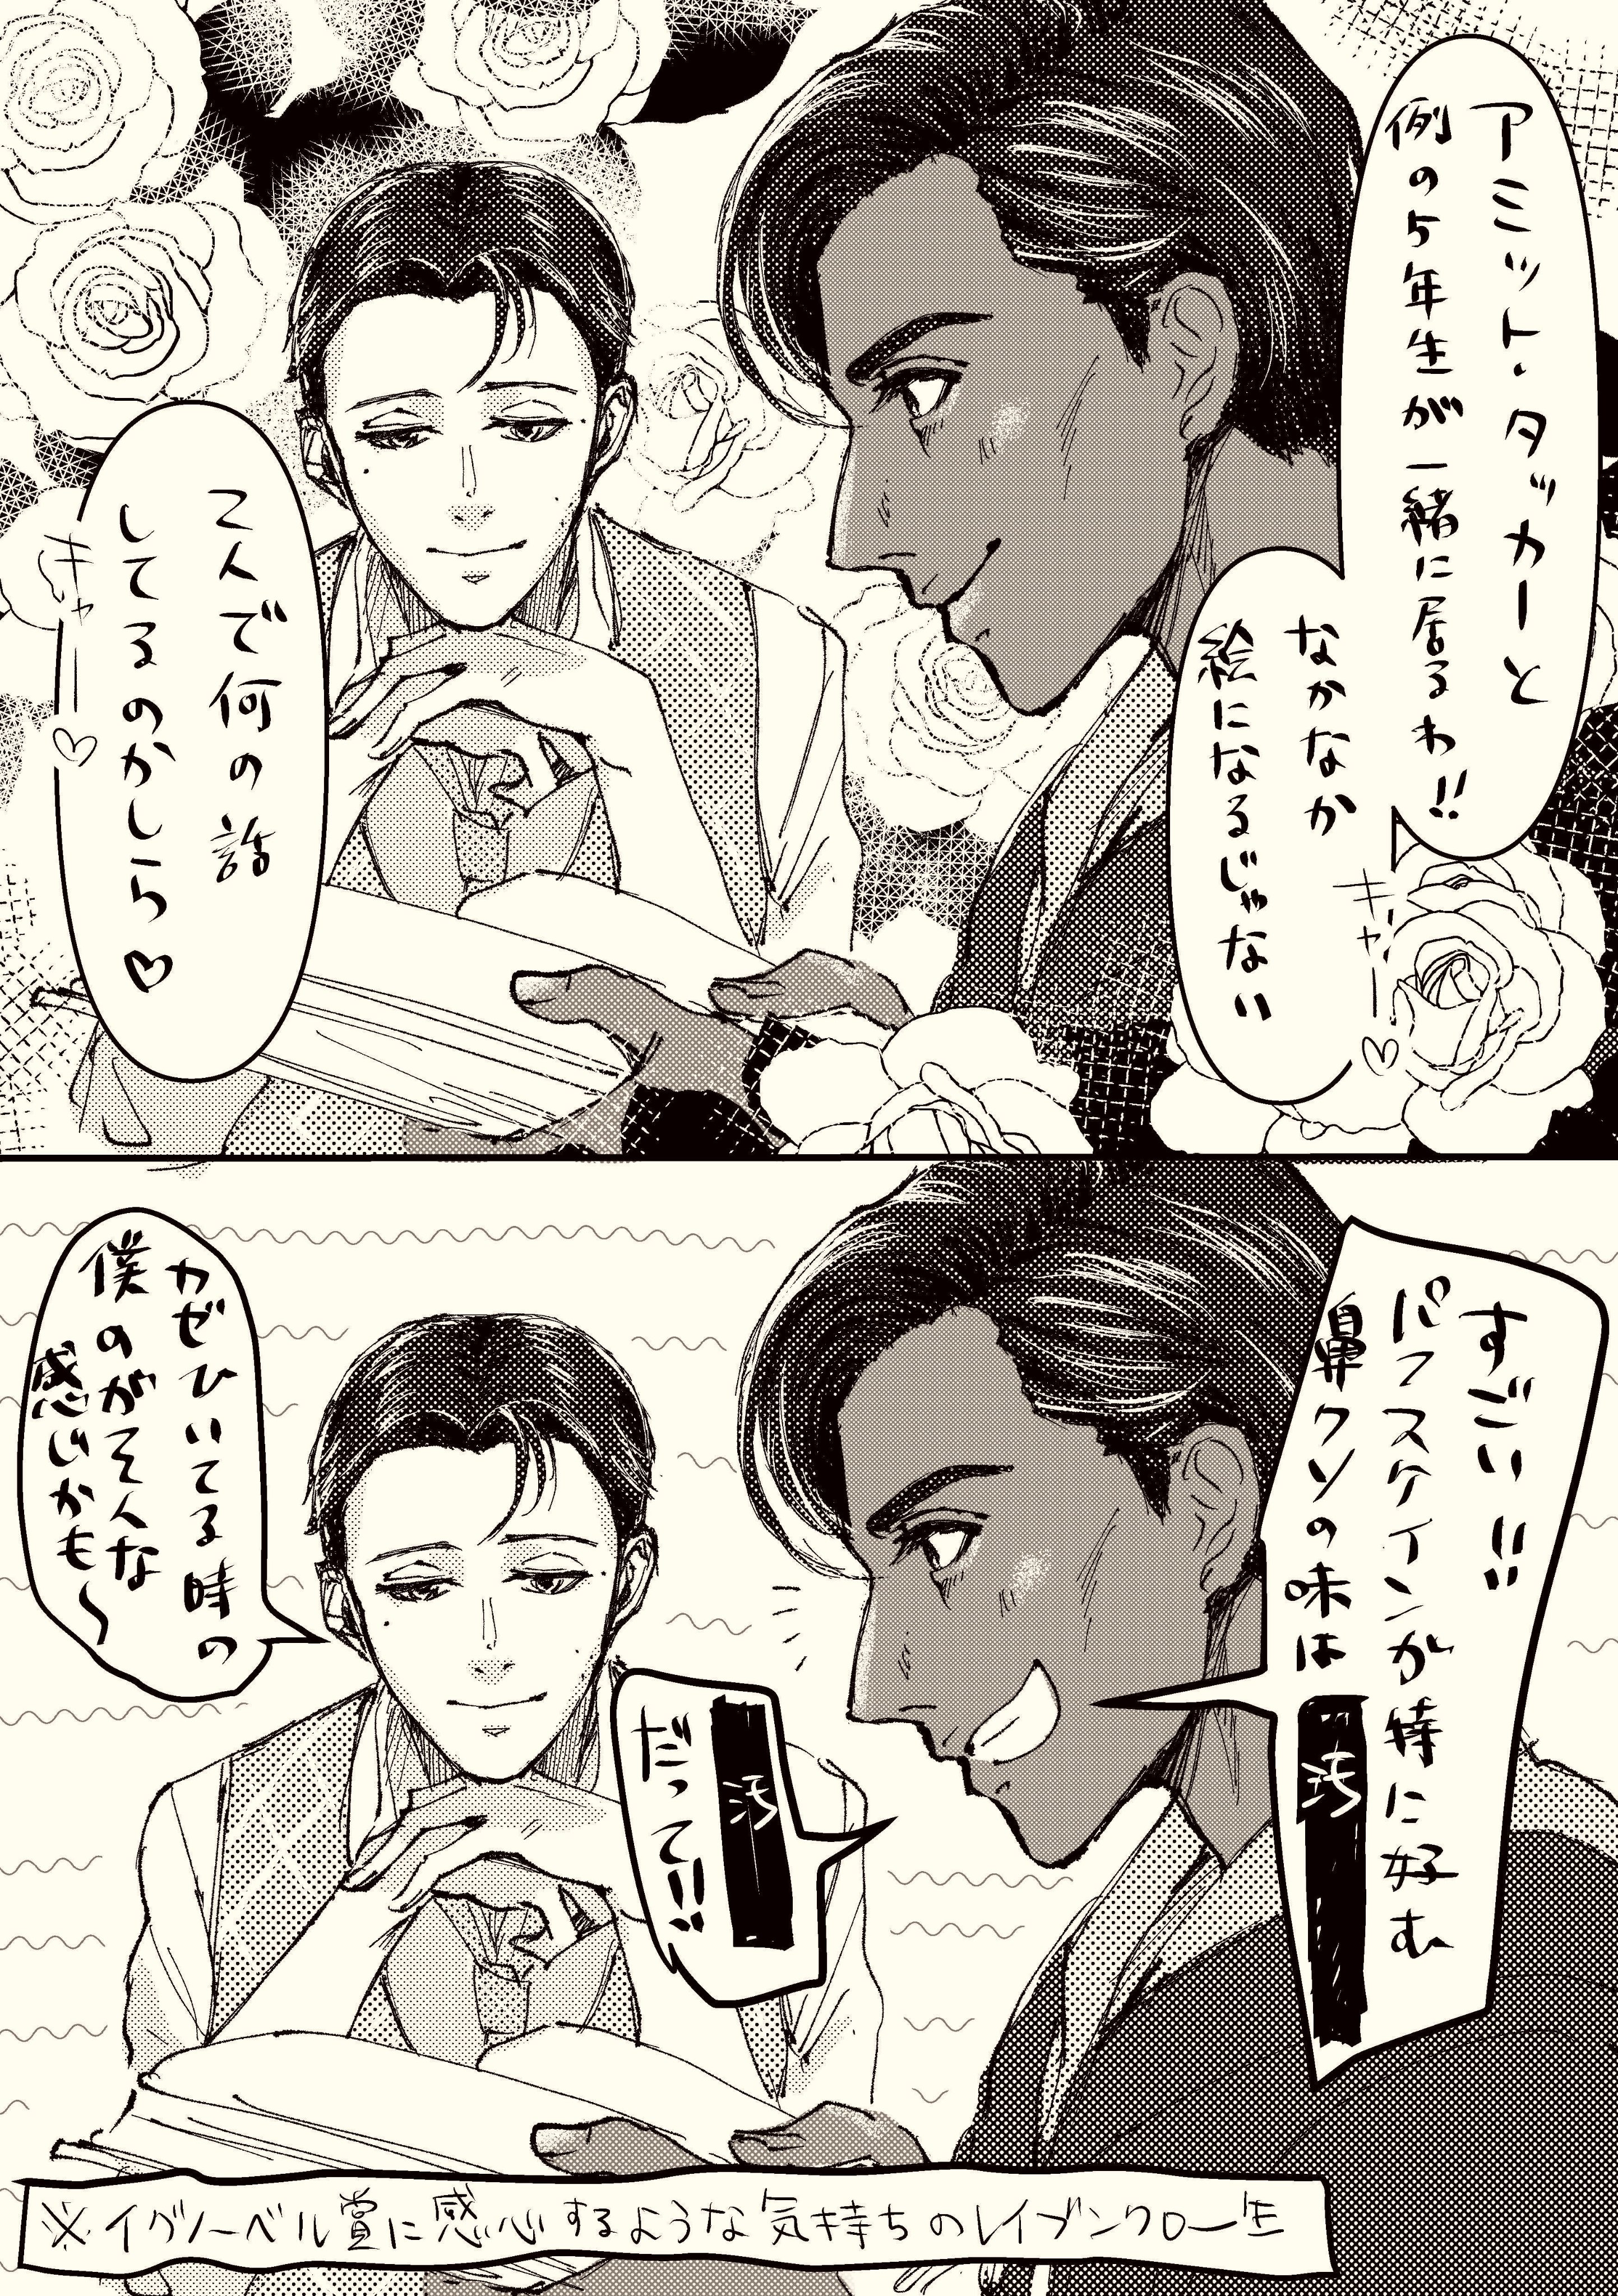 アミット・タッカーと
例の5年生が一緒に居るわ!!
なかなか
絵になるじゃない
キャー♡
2人で何の話
してるのかしら♡
キャー♡
すごい!!
パフスケインが特に好む
鼻クソの味は
汚
汚
だって!!
カゼひいてる時の
僕のがそんな
感じかも〜
※イグノーベル賞に感心するような気持ちのレイブンクロー生